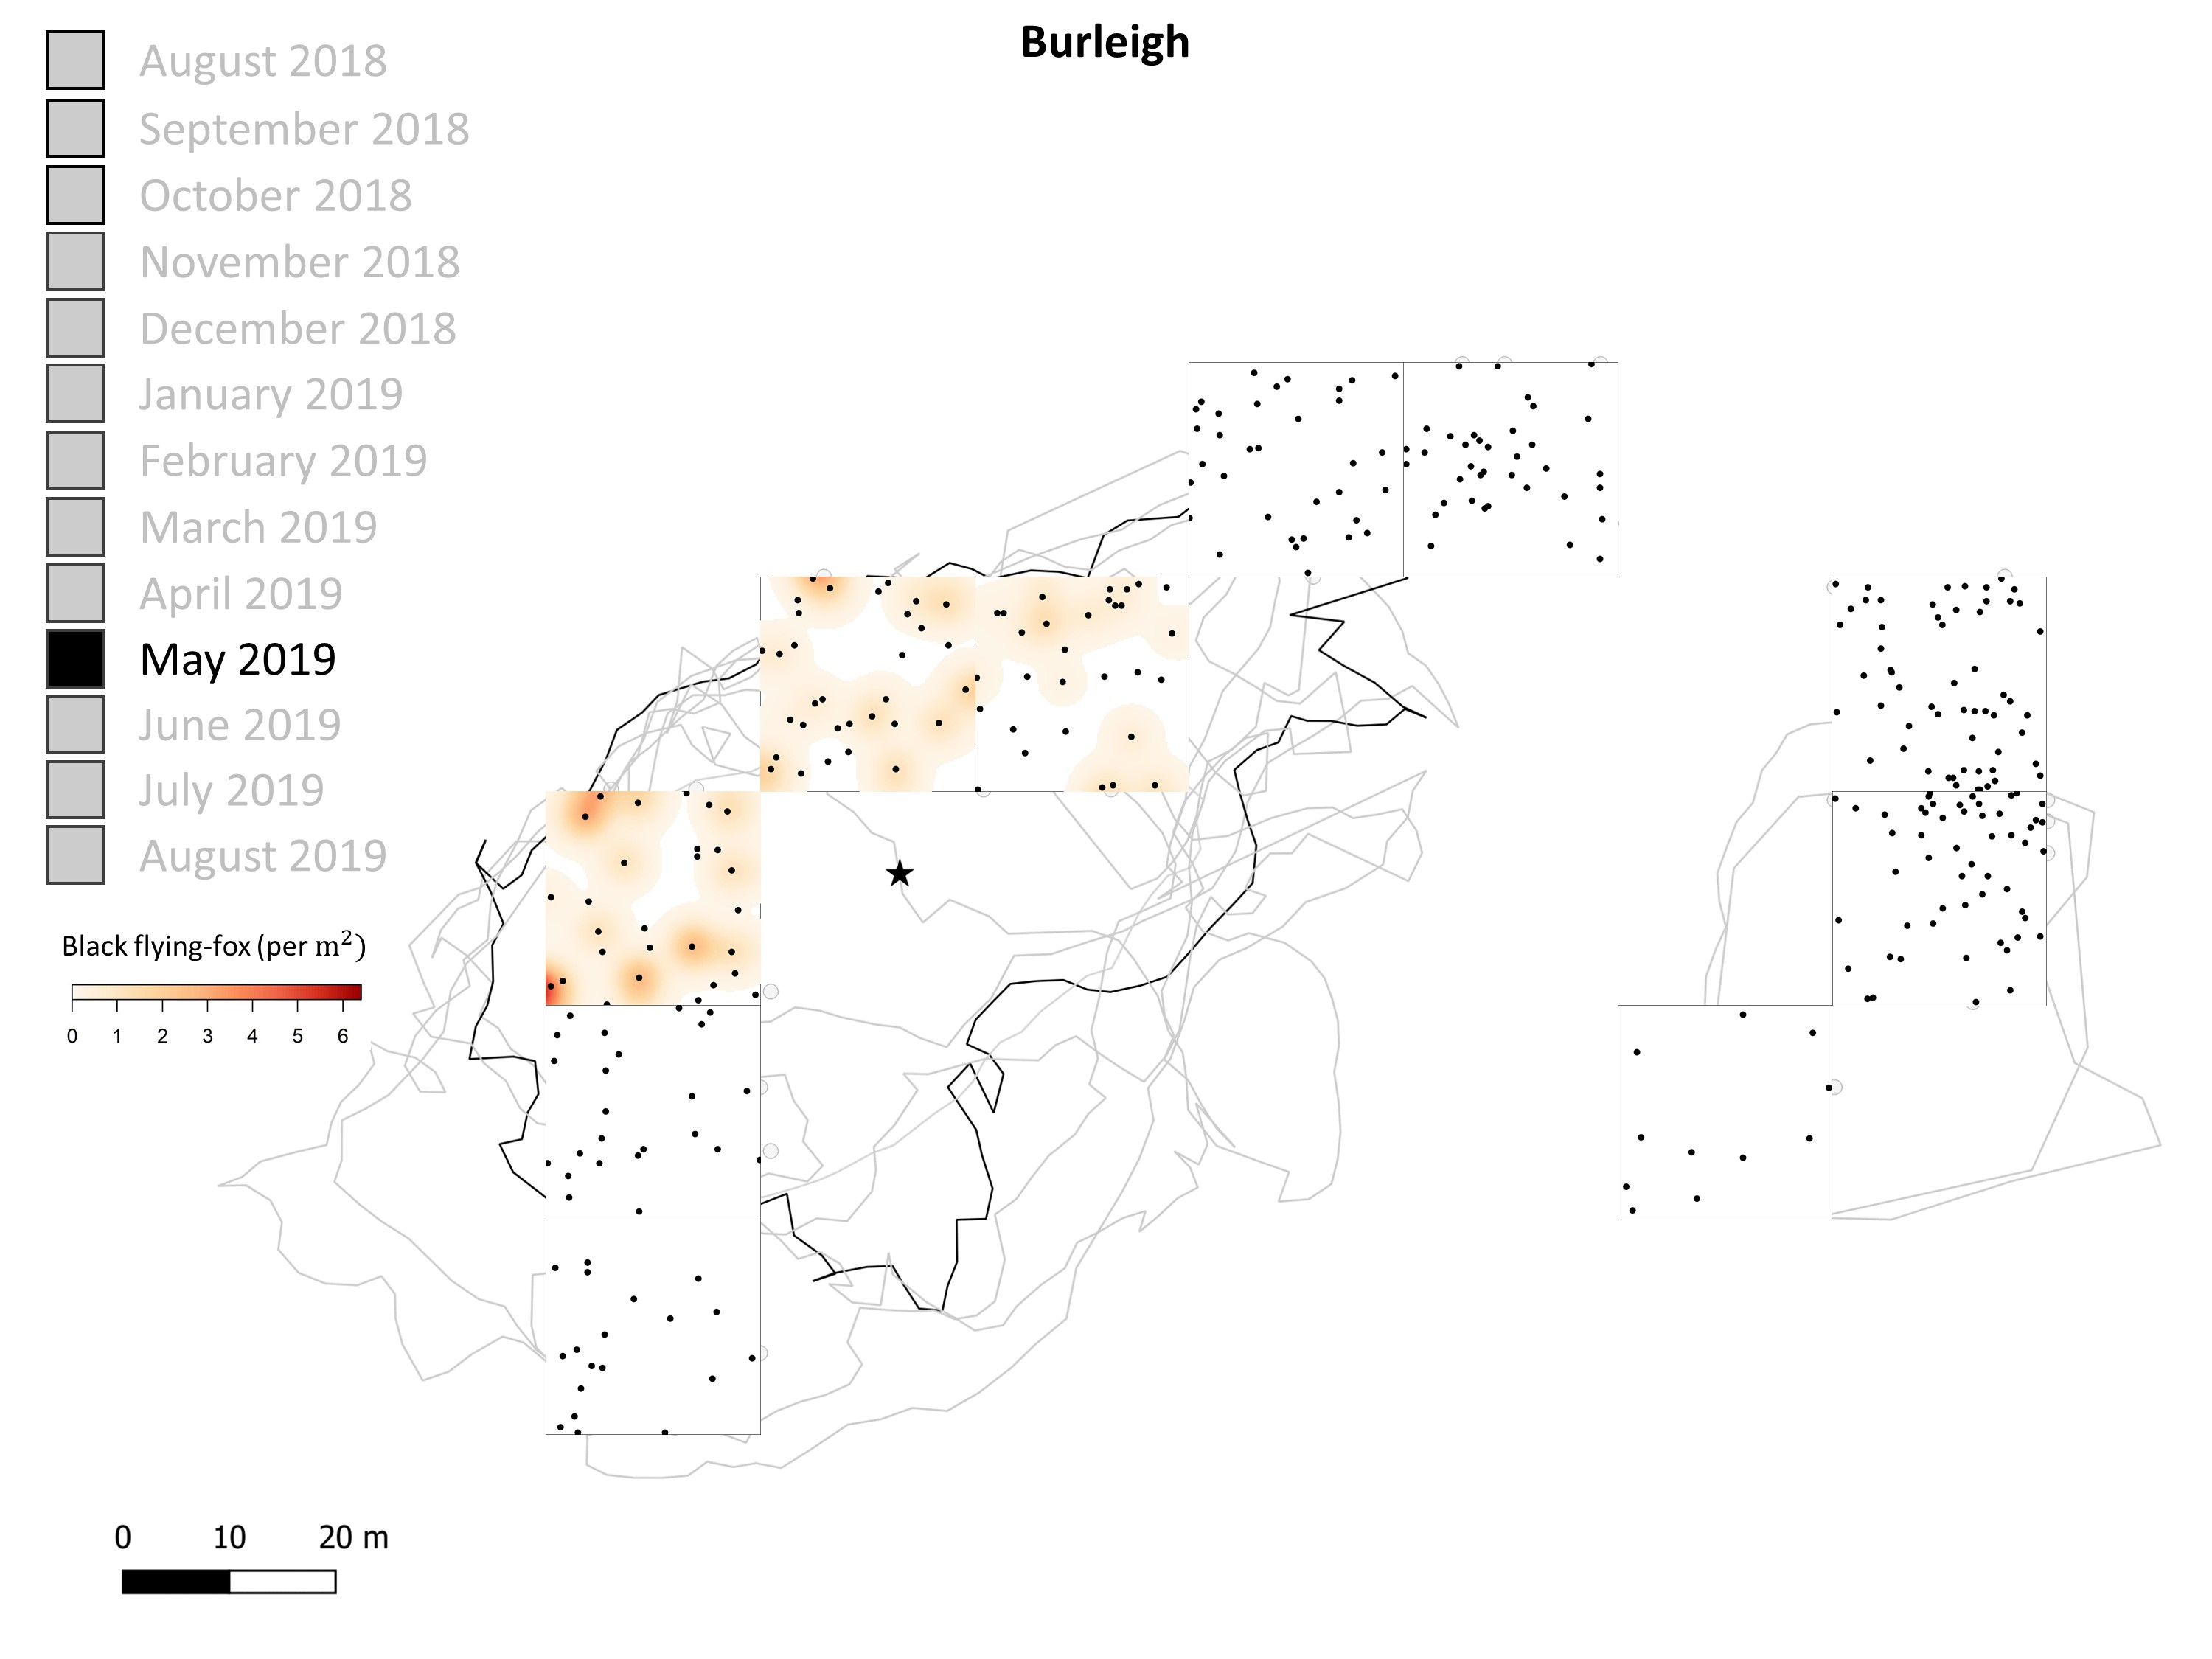 Burleigh
August 2018
September 2018
October 2018
November 2018
December 2018
January 2019
February 2019
March 2019
April 2019
May 2019
June 2019
July 2019
August 2019
Black flying-fox (per m²)
0 1 2 3 4 5 6
0 10 20 m